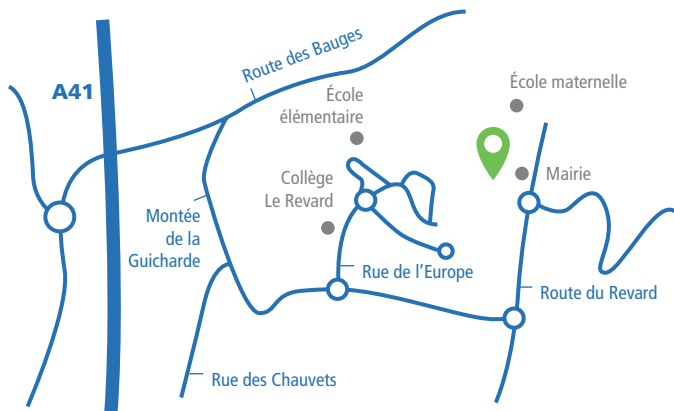 Route des Bauges
A41
École
élémentaire
École maternelle
Collège
Le Revard
Mairie
Montée
de la
Guicharde
Rue de l'Europe
Route du Revard
Rue des Chauvets